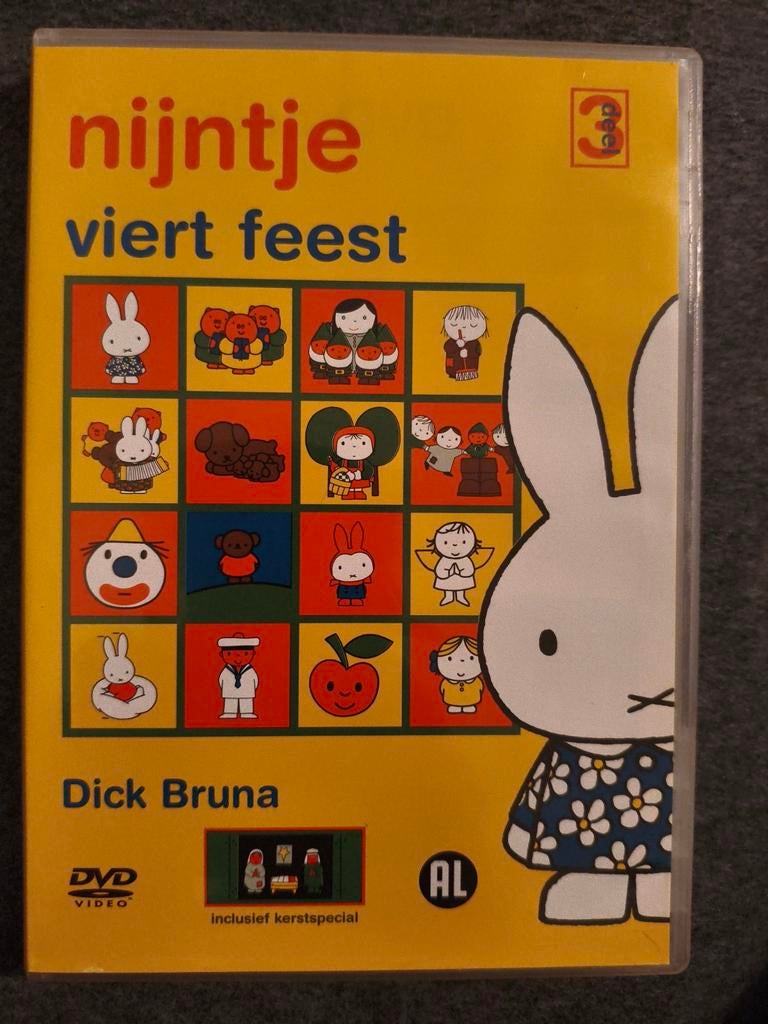 nijntje
deel 3
viert feest
Dick Bruna
DVD
VIDEO
inclusief kerstspecial
AL